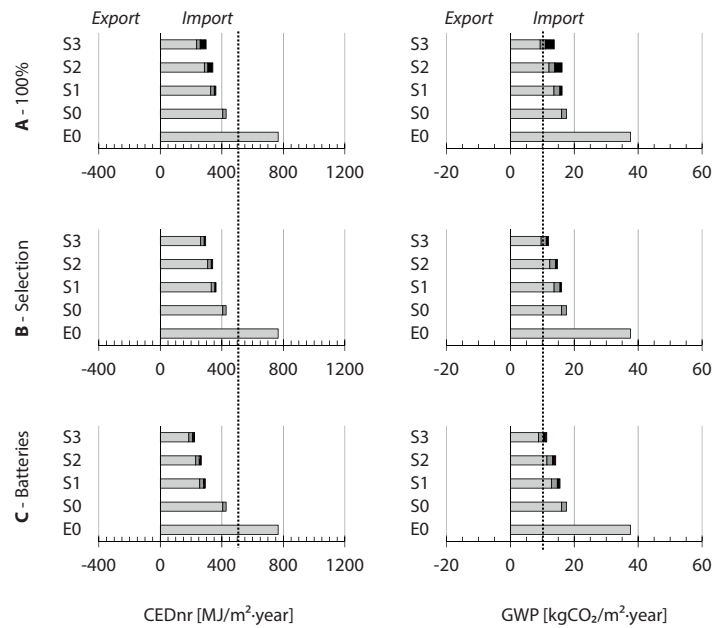 Export Import Export Import
A - 100%
S3 S3
S2 S2
S1 S1
S0 S0
E0 E0
-400 0 400 800 1200 -20 0 20 40 60
B - Selection
S3 S3
S2 S2
S1 S1
S0 S0
E0 E0
-400 0 400 800 1200 -20 0 20 40 60
C - Batteries
S3 S3
S2 S2
S1 S1
S0 S0
E0 E0
-400 0 400 800 1200 -20 0 20 40 60
CEDnr [MJ/m²·year] GWP [kgCO₂/m²·year]